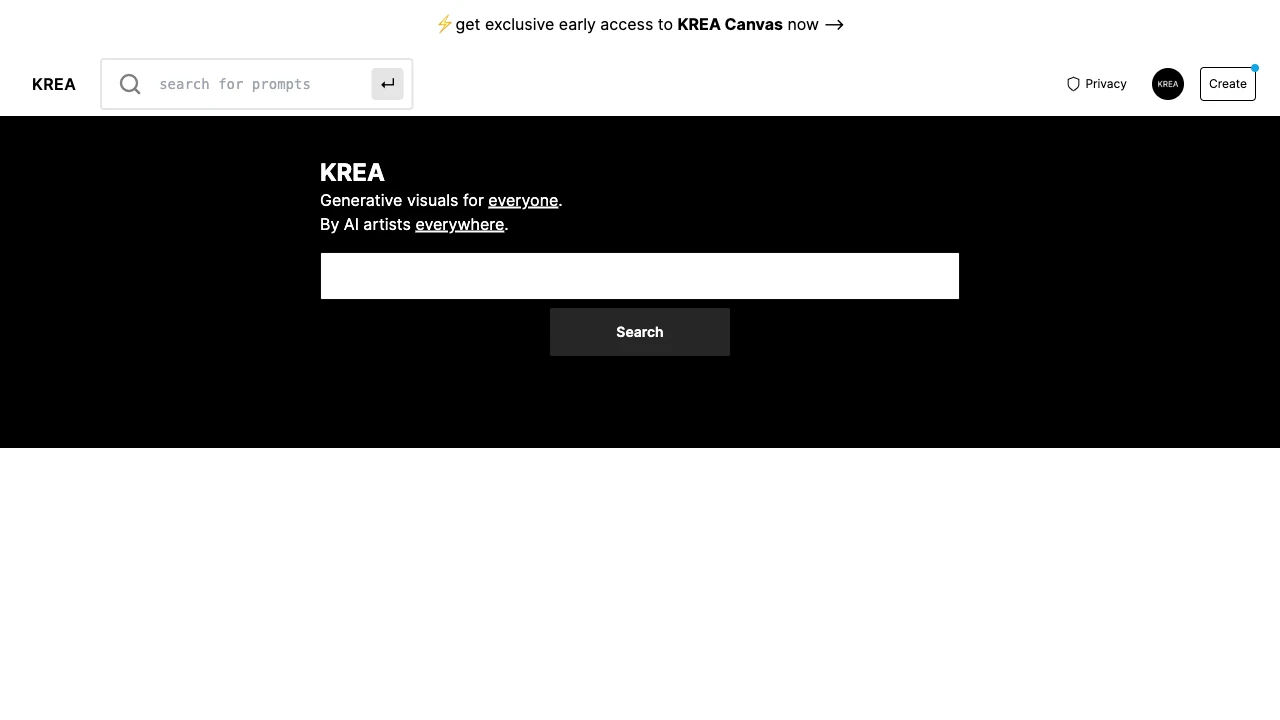 ⚡get exclusive early access to KREA Canvas now →
KREA
search for prompts
Privacy
KREA
Create
KREA
Generative visuals for everyone.
By AI artists everywhere.
Search